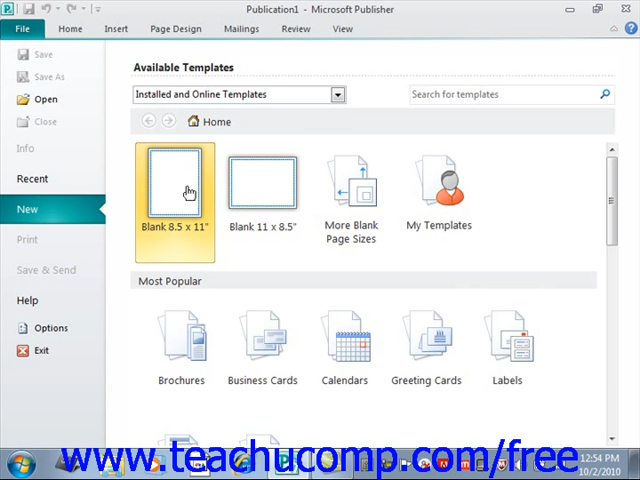 Publication1 - Microsoft Publisher
File Home Insert Page Design Mailings Review View
Save
Save As
Open
Close
Info
Recent
New
Print
Save & Send
Help
Options
Exit
Available Templates
Installed and Online Templates
Search for templates
Home
Blank 8.5 x 11"
Blank 11 x 8.5"
More Blank
Page Sizes
My Templates
Most Popular
Brochures
Business Cards
Calendars
Greeting Cards
Labels
www.teachucomp.com/free
12:54 PM
10/2/2010